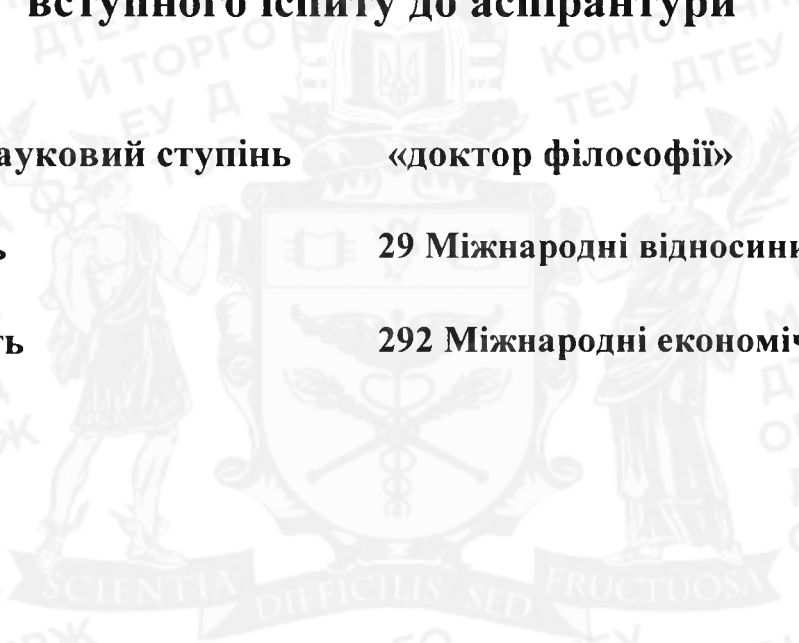 вступного іспиту до аспірантури
ауковий ступінь «доктор філософії»
ь 29 Міжнародні відносини
ть 292 Міжнародні економіч
SCIENTIA DIFFICILIS SED FRUCTUOSA